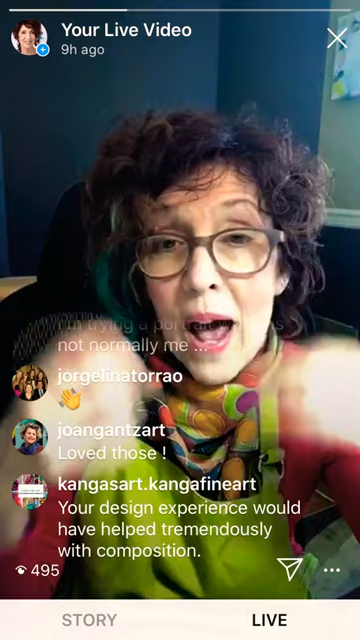 Your Live Video
9h ago
I'm trying a
not normally me ...
jorgelinatorrao
👋
joangantzart
Loved those !
kangasart.kangafineart
Your design experience would
have helped tremendously
with composition.
495
STORY
LIVE